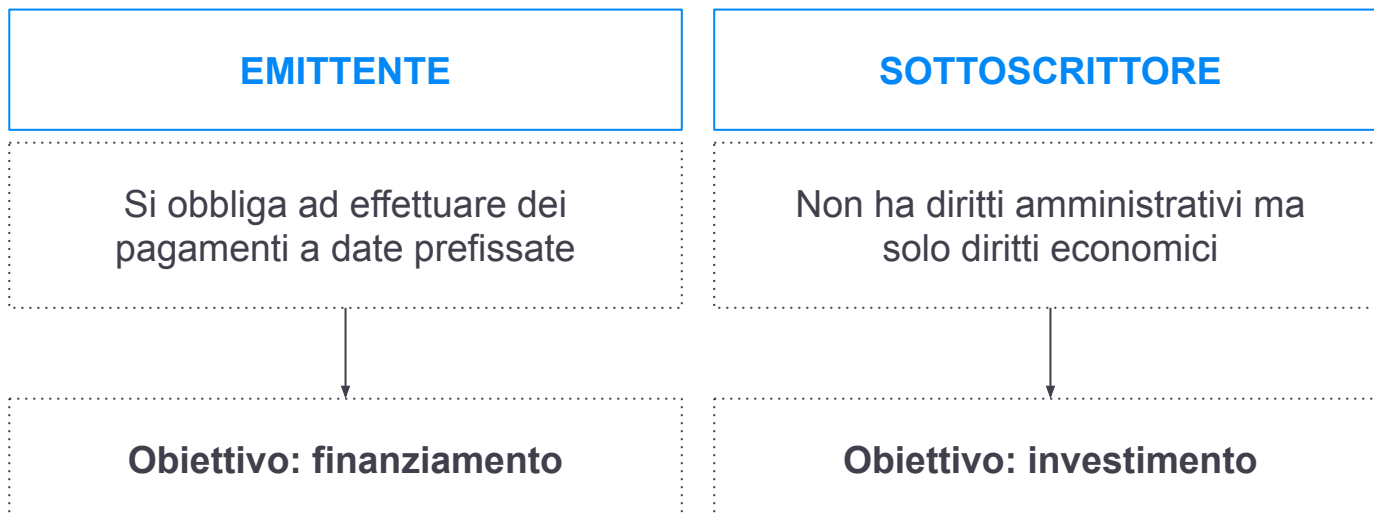 EMITTENTE
Si obbliga ad effettuare dei
pagamenti a date prefissate
Obiettivo: finanziamento
SOTTOSCRITTORE
Non ha diritti amministrativi ma
solo diritti economici
Obiettivo: investimento